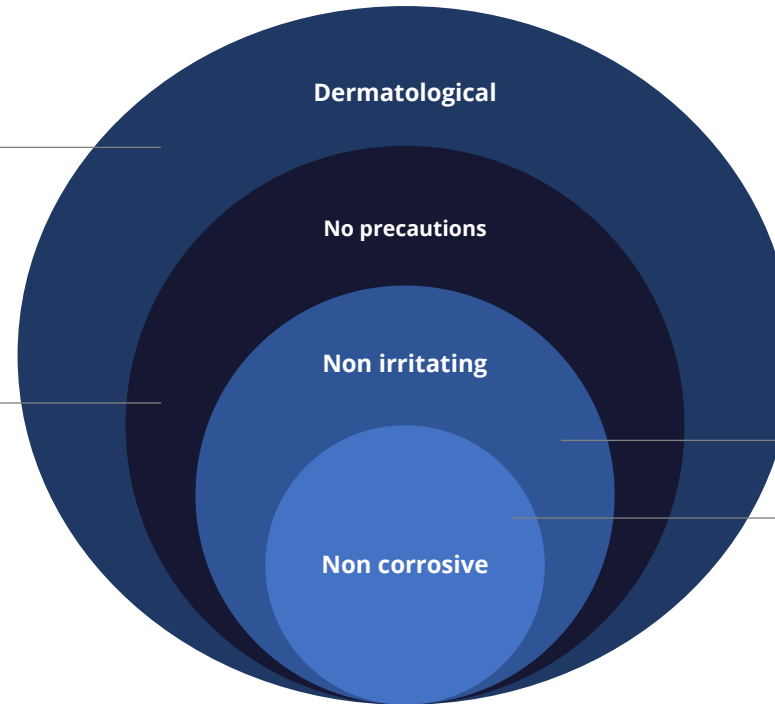 Dermatological
No precautions
Non irritating
Non corrosive